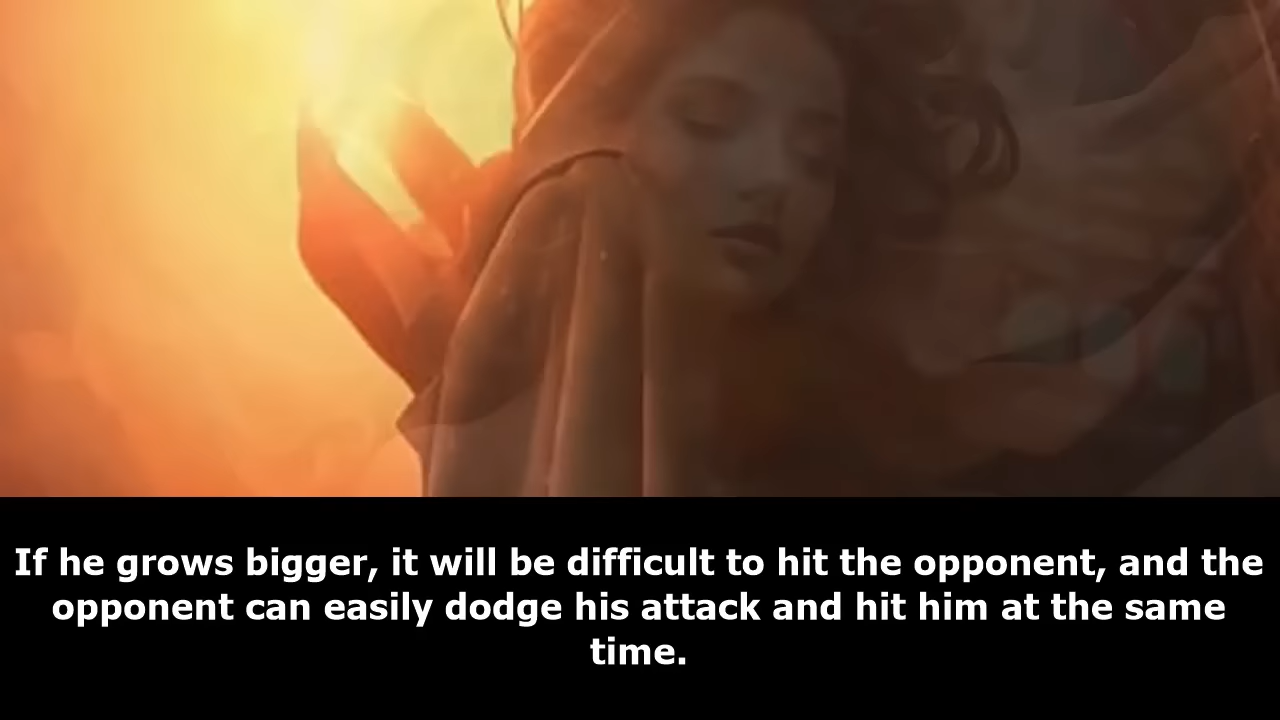 If he grows bigger, it will be difficult to hit the opponent, and the
opponent can easily dodge his attack and hit him at the same
time.